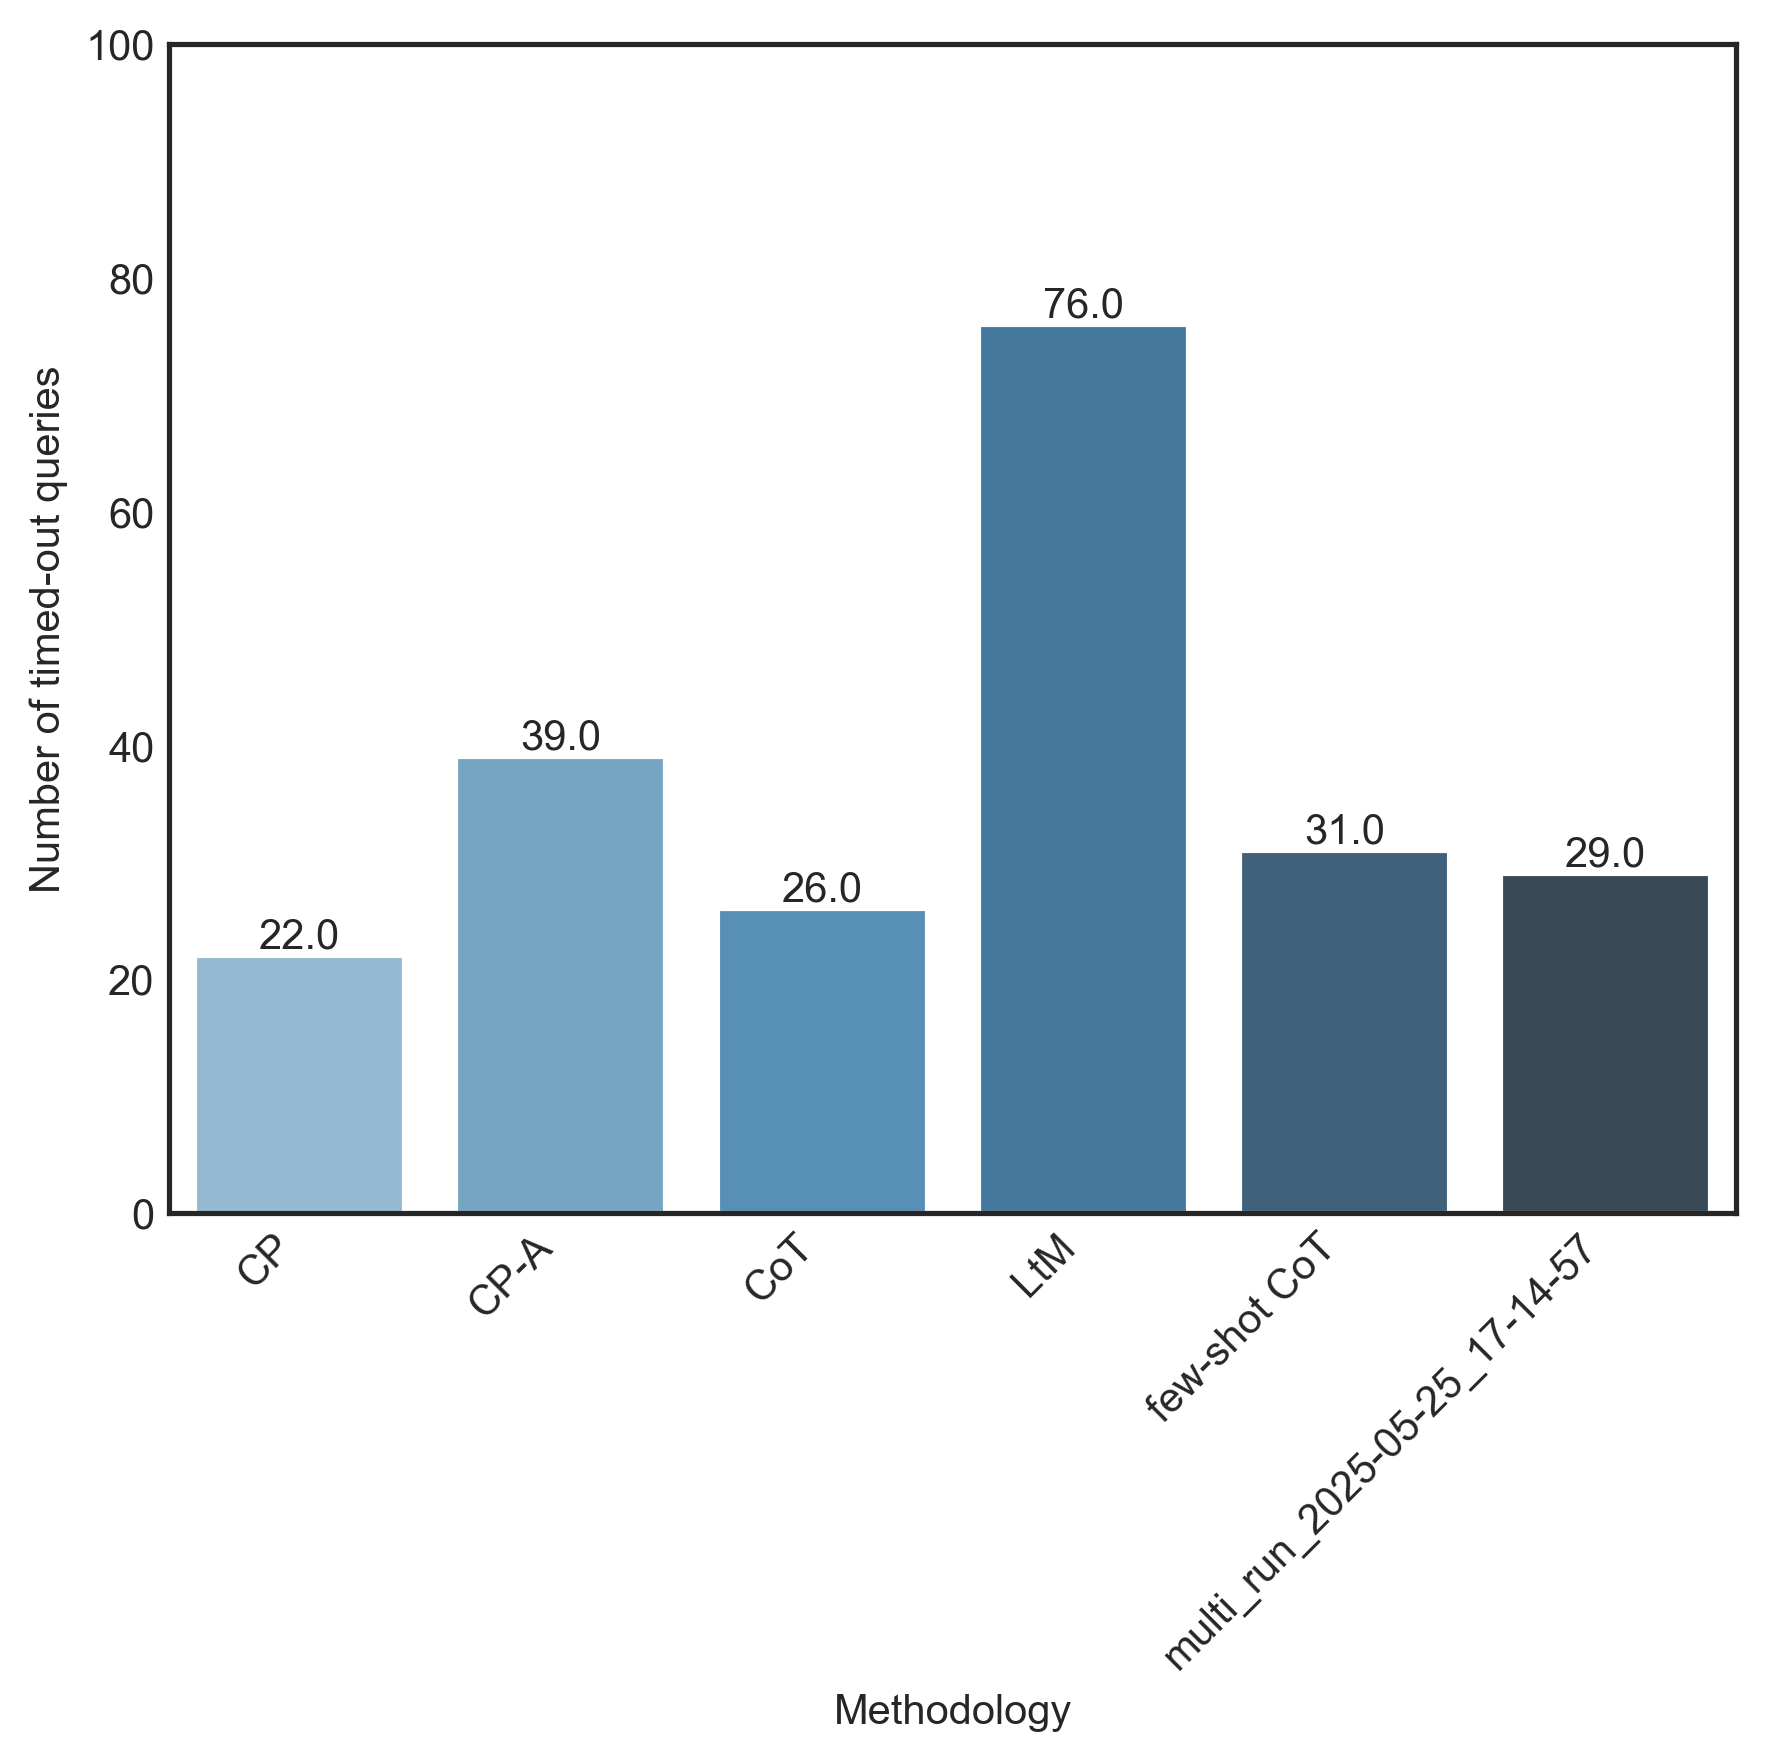 Number of timed-out queries
100
80
60
40
20
0
22.0
39.0
26.0
76.0
31.0
29.0
CP
CP-A
CoT
LtM
few-shot CoT
multi_run_2025-05-25_17-14-57
Methodology